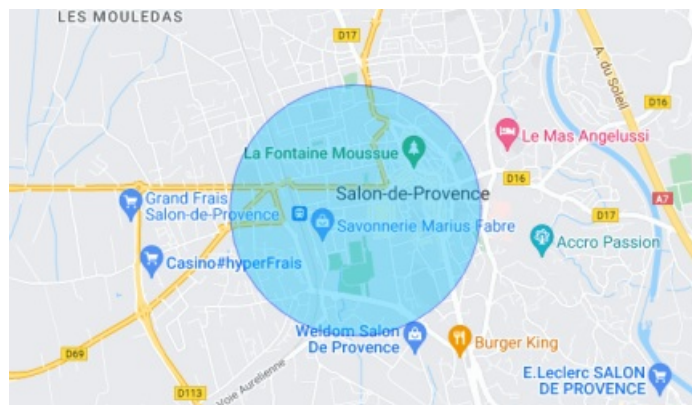 LES MOULEDAS
D17
A. du Soleil
D16
La Fontaine Moussue
Le Mas Angelussi
D16
Salon-de-Provence
A7
Grand Frais
Salon-de-Provence
D17
Savonnerie Marius Fabre
Accro Passion
Casino#hyperFrais
Weldom Salon
De Provence
Burger King
D69
E.Leclerc SALON
DE PROVENCE
D113
Voie Aurelienne